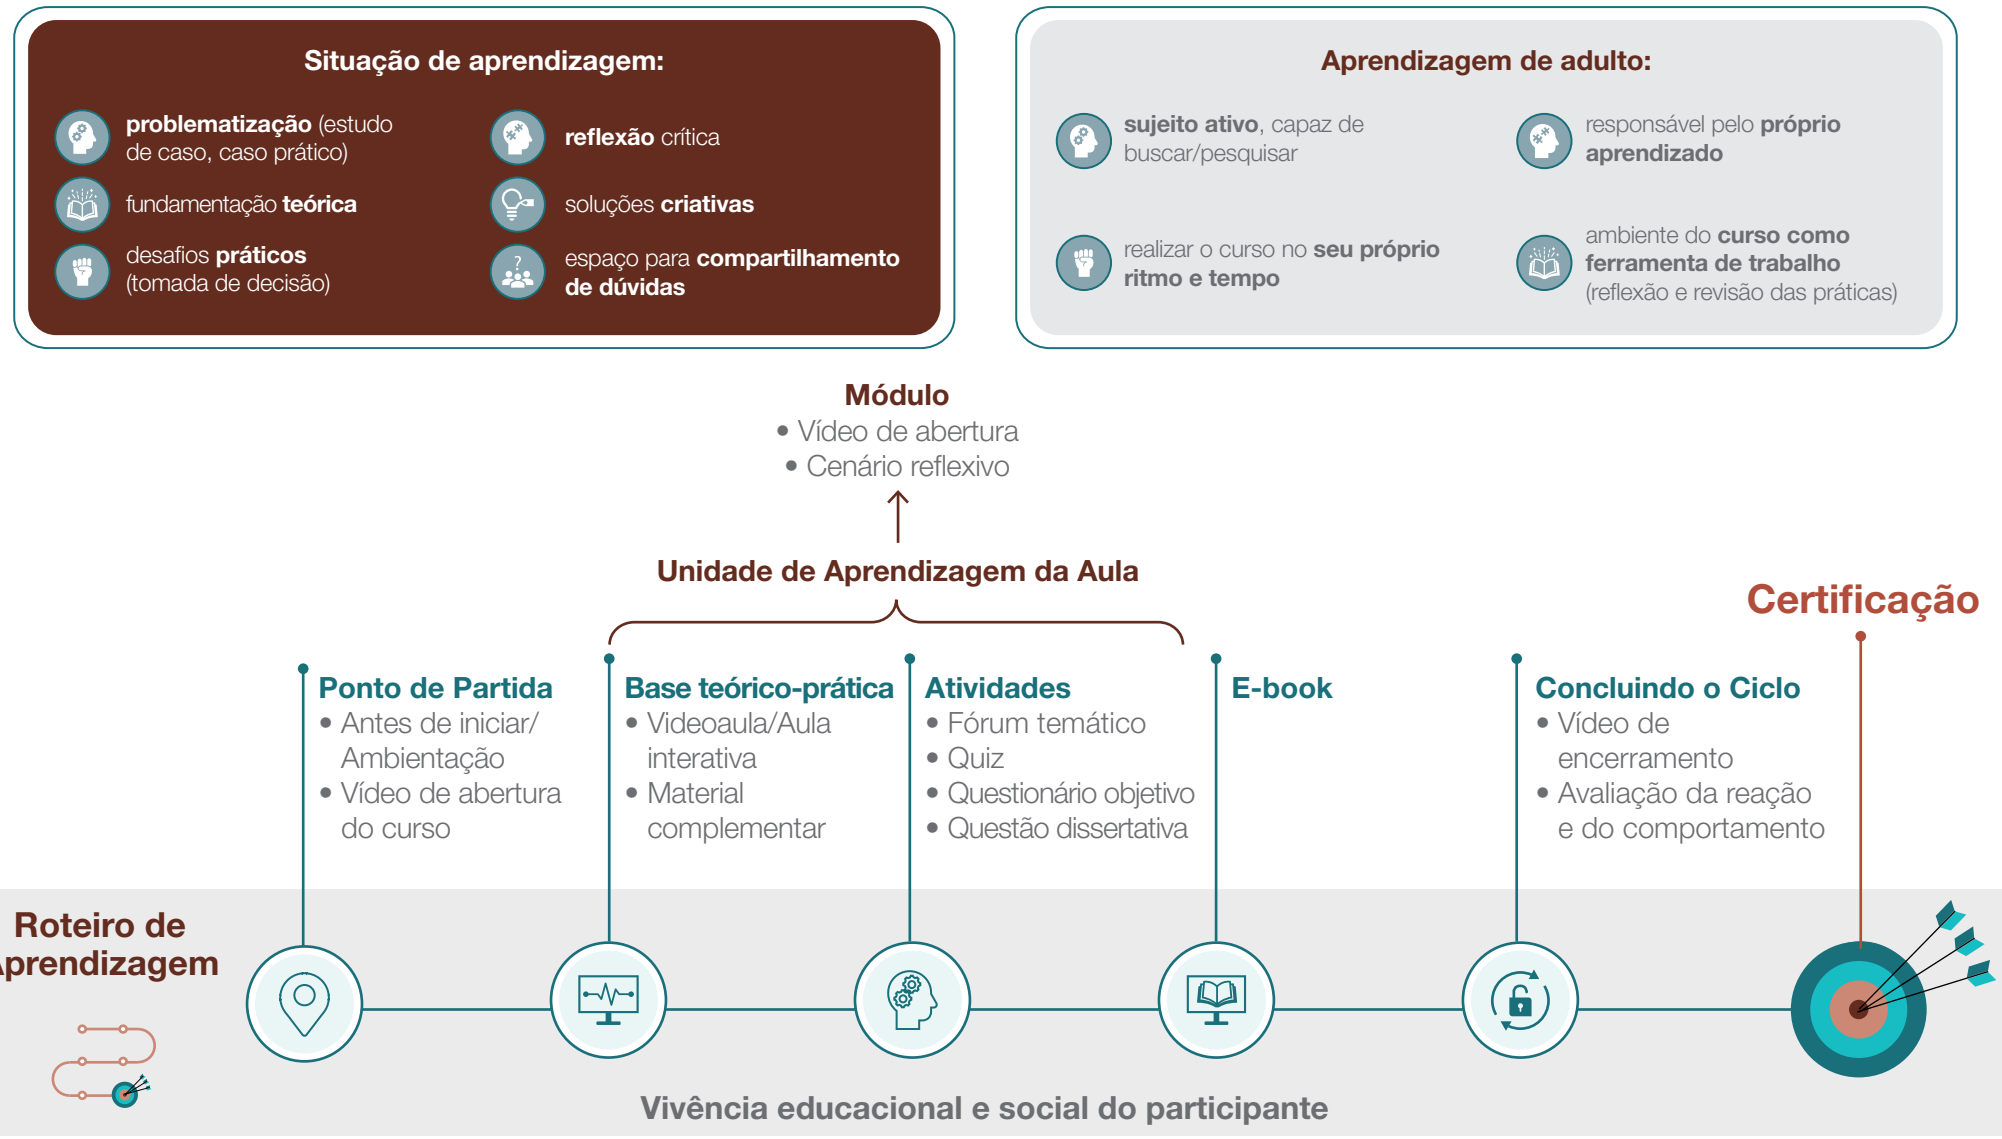 Situação de aprendizagem:
problematização (estudo
de caso, caso prático)
fundamentação teórica
desafios práticos
(tomada de decisão)
reflexão crítica
soluções criativas
?
espaço para compartilhamento
de dúvidas
Aprendizagem de adulto:
sujeito ativo, capaz de
buscar/pesquisar
realizar o curso no seu próprio
ritmo e tempo
responsável pelo próprio
aprendizado
ambiente do curso como
ferramenta de trabalho
(reflexão e revisão das práticas)
Módulo
• Vídeo de abertura
• Cenário reflexivo
Unidade de Aprendizagem da Aula
Ponto de Partida
• Antes de iniciar/
Ambientação
• Vídeo de abertura
do curso
Base teórico-prática
• Videoaula/Aula
interativa
• Material
complementar
Atividades
• Fórum temático
• Quiz
• Questionário objetivo
• Questão dissertativa
E-book
Concluindo o Ciclo
• Vídeo de
encerramento
• Avaliação da reação
e do comportamento
Certificação
Roteiro de
Aprendizagem
Vivência educacional e social do participante